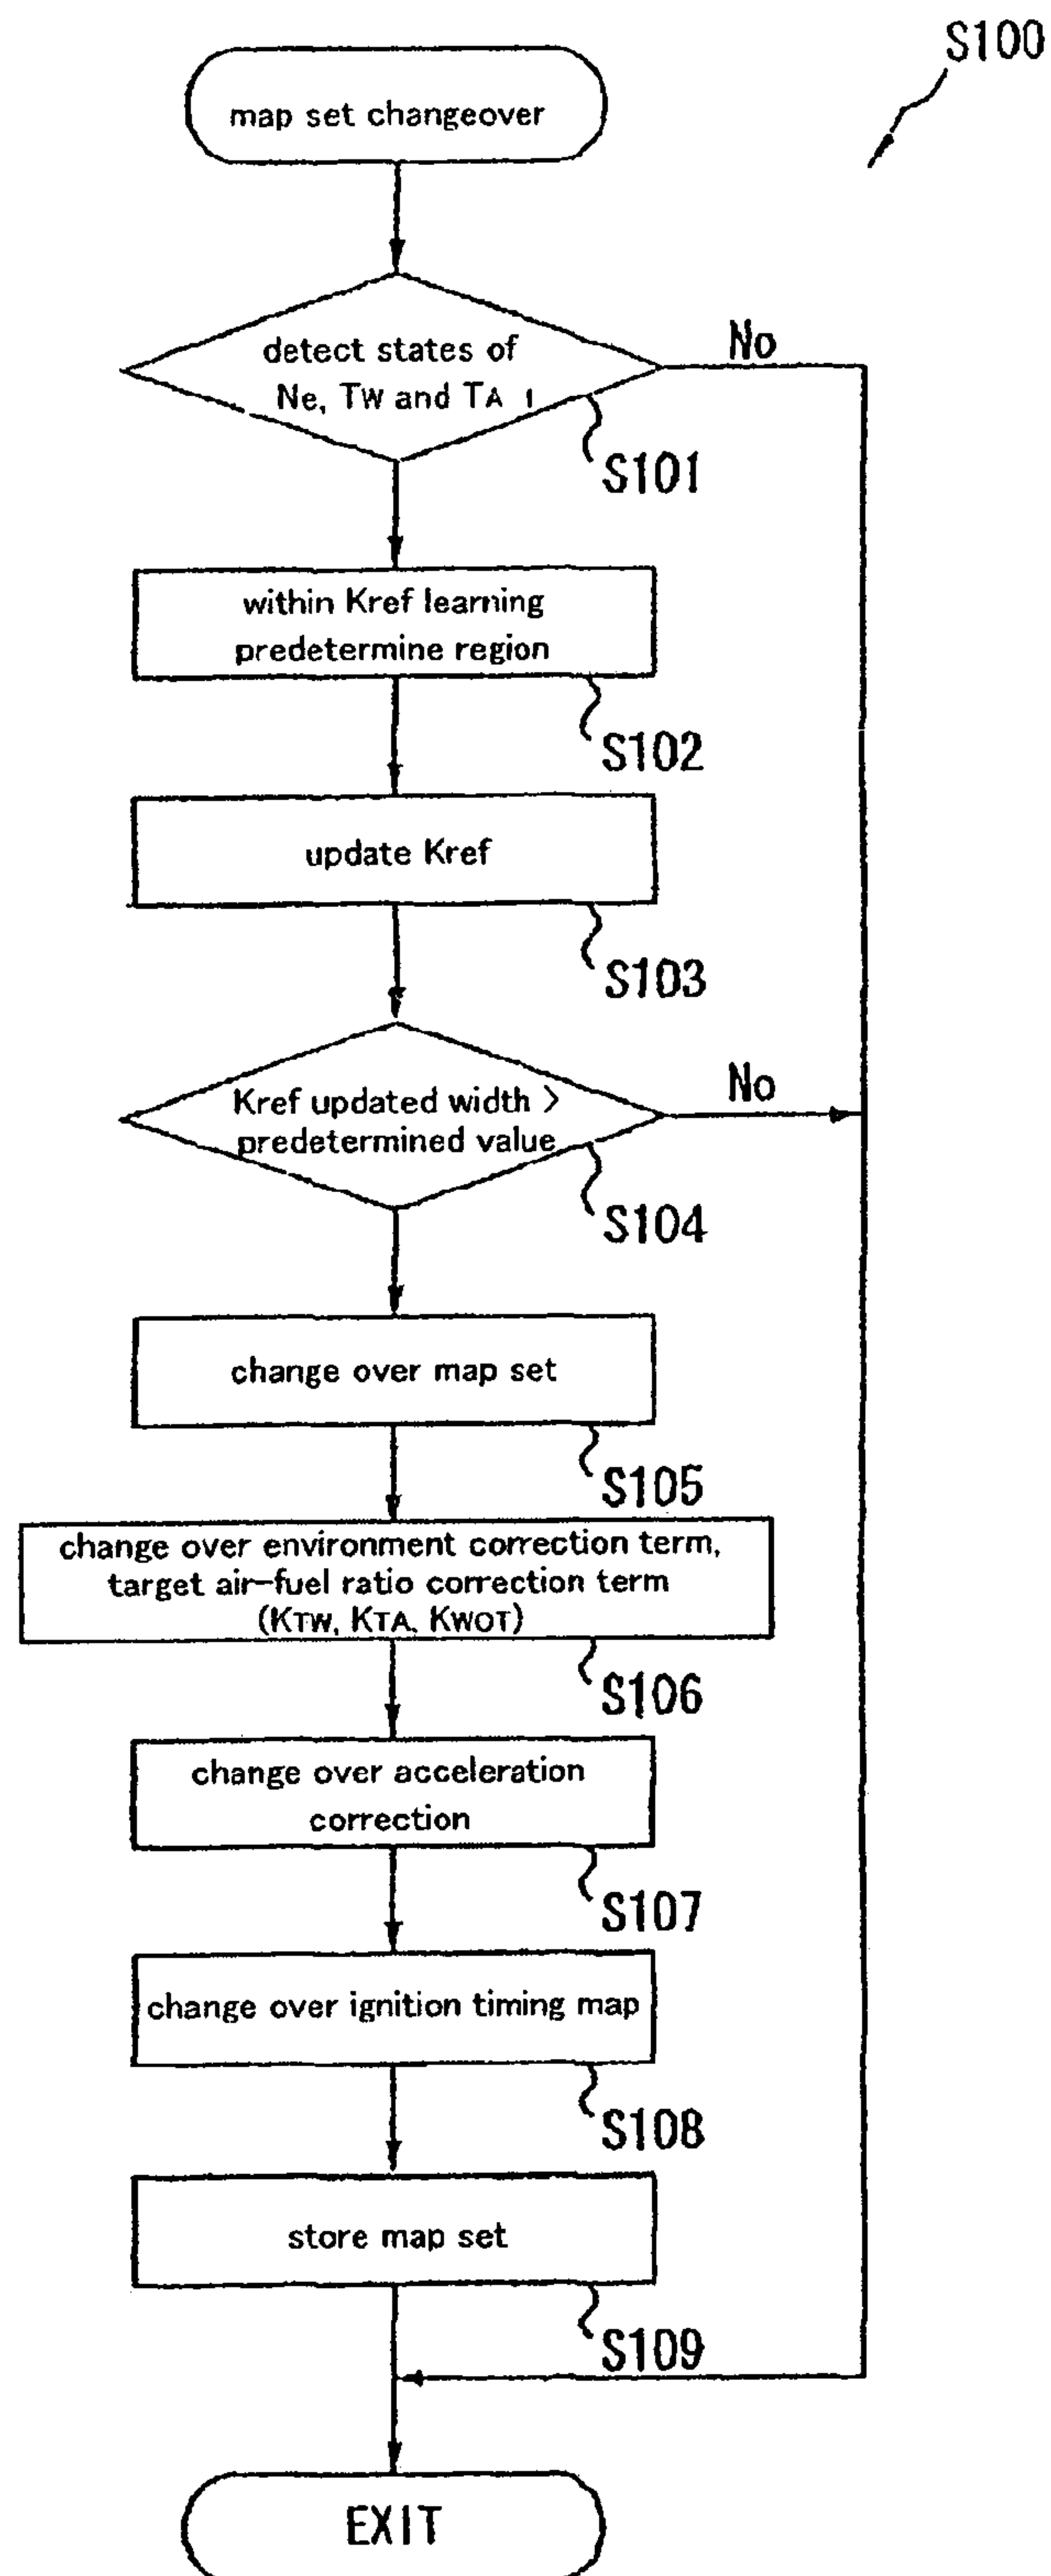 S100
map set changeover
detect states of
Ne, TW and TA
No
S101
within Kref learning
predetermine region
S102
update Kref
S103
Kref updated width >
predetermined value
No
S104
change over map set
S105
change over environment correction term,
target air-fuel ratio correction term
(KTW, KTA, KWOT)
S106
change over acceleration
correction
S107
change over ignition timing map
S108
store map set
S109
EXIT